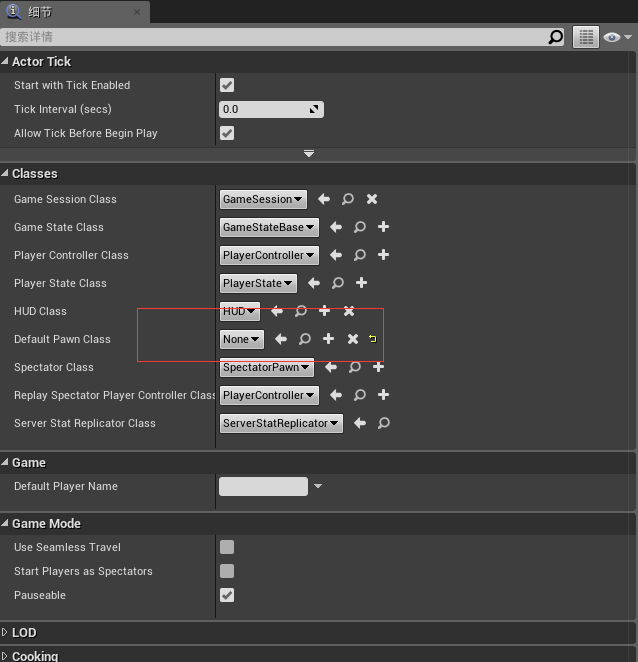 细节
搜索详情
Actor Tick
Start with Tick Enabled
Tick Interval (secs) 0.0
Allow Tick Before Begin Play
Classes
Game Session Class GameSession
Game State Class GameStateBase
Player Controller Class PlayerController
Player State Class PlayerState
HUD Class HUD
Default Pawn Class None
Spectator Class SpectatorPawn
Replay Spectator Player Controller Class PlayerController
Server Stat Replicator Class ServerStatReplicator
Game
Default Player Name
Game Mode
Use Seamless Travel
Start Players as Spectators
Pauseable
LOD
Cooking